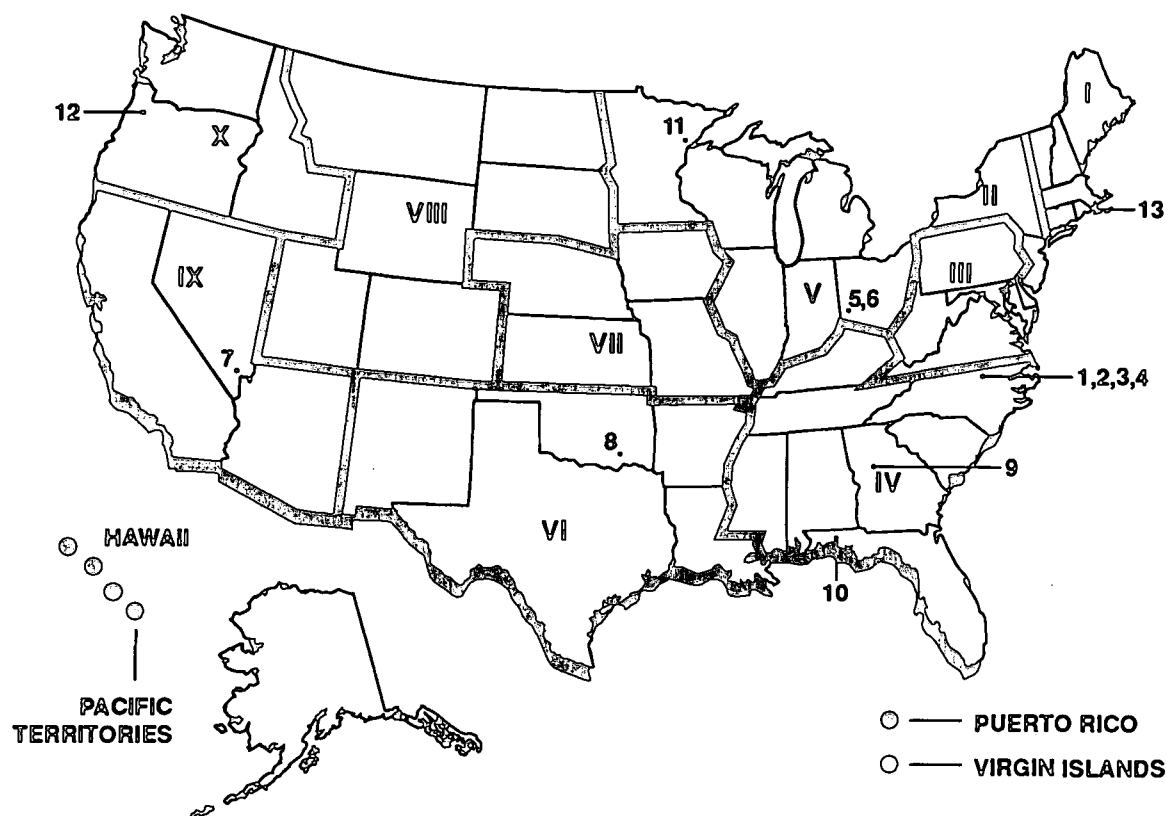 I
12
11
X
II
VIII
13
III
IX
V
5,6
VII
7
1,2,3,4
8
9
IV
VI
HAWAII
10
PACIFIC
TERRITORIES
PUERTO RICO
VIRGIN ISLANDS